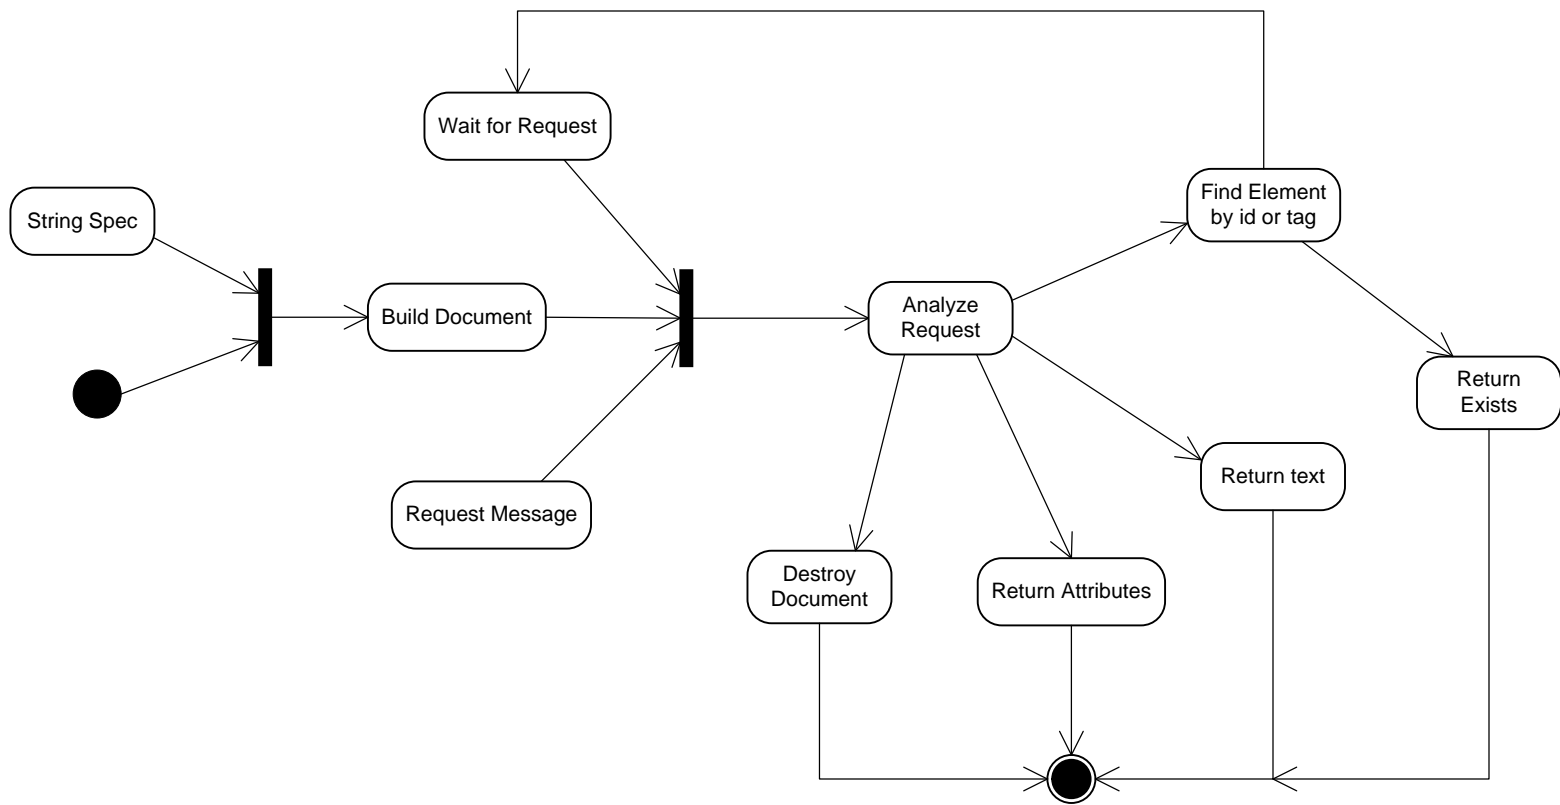 Wait for Request
String Spec
Find Element
by id or tag
Build Document
Analyze
Request
Return
Exists
Return text
Request Message
Destroy
Document
Return Attributes